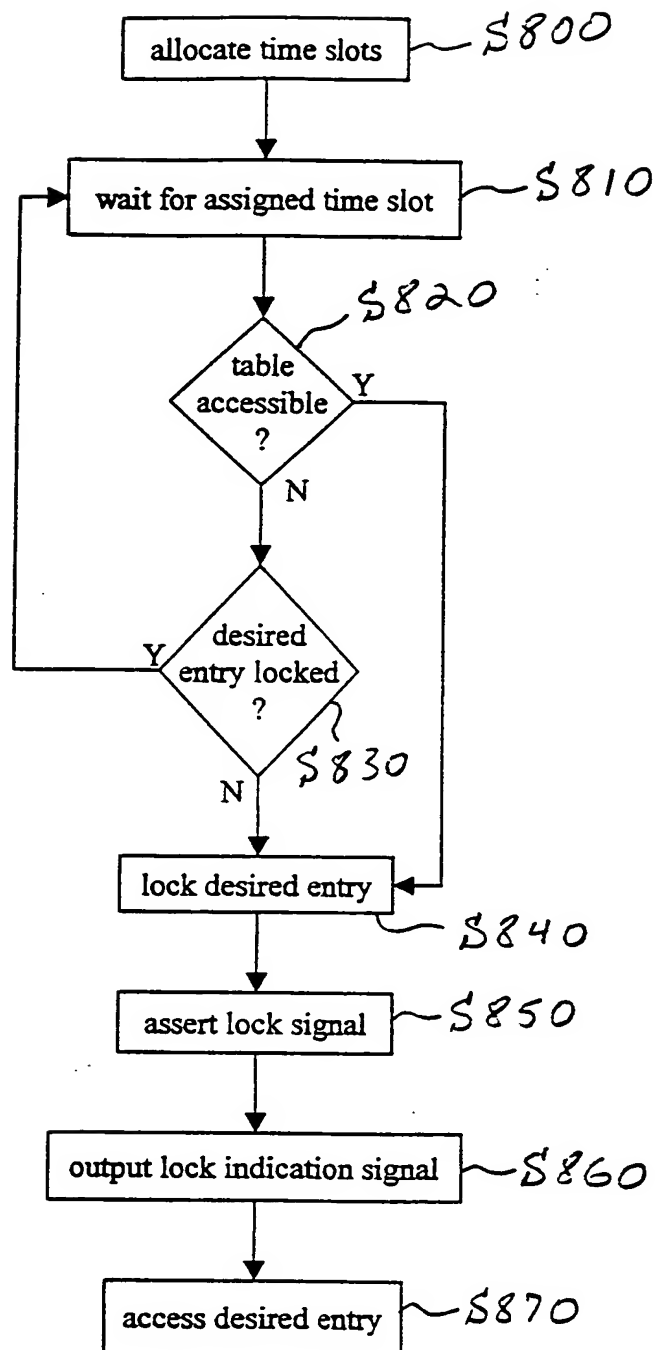 allocate time slots
S800
wait for assigned time slot
S810
S820
table
accessible
?
Y
N
desired
entry locked
?
Y
S830
N
lock desired entry
S840
assert lock signal
S850
output lock indication signal
S860
access desired entry
S870